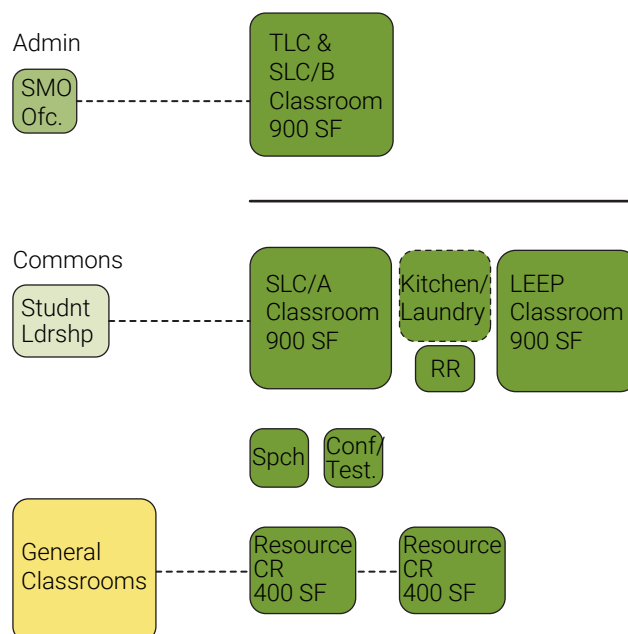 Admin
SMO
Ofc.
TLC &
SLC/B
Classroom
900 SF
Commons
Studnt
Ldrshp
SLC/A
Classroom
900 SF
Kitchen/
Laundry
RR
LEEP
Classroom
900 SF
Spch
Conf/
Test.
General
Classrooms
Resource
CR
400 SF
Resource
CR
400 SF